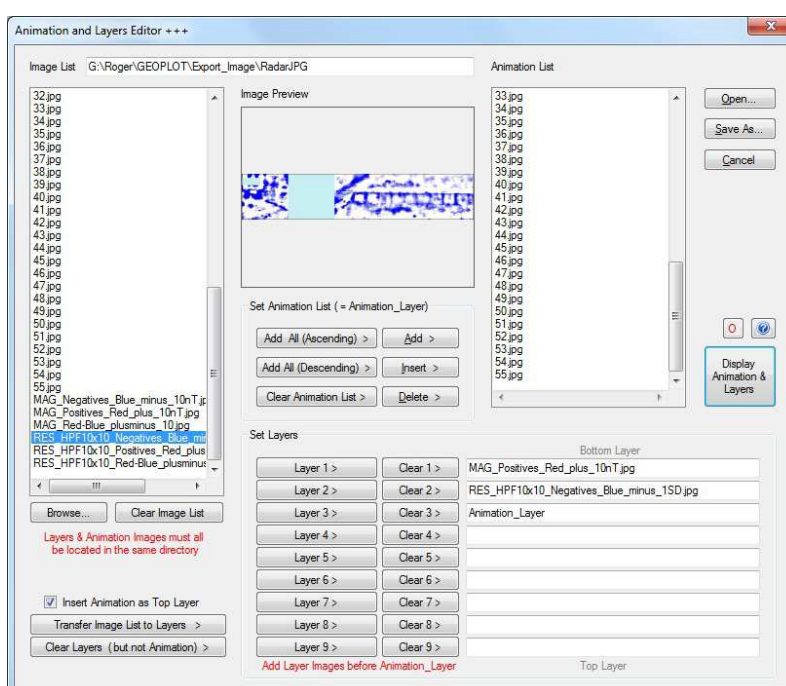 Animation and Layers Editor +++
Image List G:\Roger\GEOPLOT\Export_Image\RadarJPG Animation List
32.jpg
33.jpg
34.jpg
35.jpg
36.jpg
37.jpg
38.jpg
39.jpg
40.jpg
41.jpg
42.jpg
43.jpg
44.jpg
45.jpg
46.jpg
47.jpg
48.jpg
49.jpg
50.jpg
51.jpg
52.jpg
53.jpg
54.jpg
55.jpg
MAG_Negatives_Blue_minus_10nT.jp
MAG_Positives_Red_plus_10nT.jpg
MAG_Red-Blue_plusminus_10.jpg
RES_HPF10x10_Negatives_Blue_mi
RES_HPF10x10_Positives_Red_plus
RES_HPF10x10_Red-Blue_plusminus
Browse... Clear Image List
Layers & Animation Images must all
be located in the same directory
Insert Animation as Top Layer
Transfer Image List to Layers >
Clear Layers (but not Animation) >
Image Preview
Set Animation List ( = Animation_Layer)
Add All (Ascending) > Add >
Add All (Descending) > Insert >
Clear Animation List > Delete >
33.jpg
34.jpg
35.jpg
36.jpg
37.jpg
38.jpg
39.jpg
40.jpg
41.jpg
42.jpg
43.jpg
44.jpg
45.jpg
46.jpg
47.jpg
48.jpg
49.jpg
50.jpg
51.jpg
52.jpg
53.jpg
54.jpg
55.jpg
Open...
Save As...
Cancel
O ?
Display
Animation &
Layers
Set Layers
Bottom Layer
Layer 1 > Clear 1 > MAG_Positives_Red_plus_10nT.jpg
Layer 2 > Clear 2 > RES_HPF10x10_Negatives_Blue_minus_1SD.jpg
Layer 3 > Clear 3 > Animation_Layer
Layer 4 > Clear 4 >
Layer 5 > Clear 5 >
Layer 6 > Clear 6 >
Layer 7 > Clear 7 >
Layer 8 > Clear 8 >
Layer 9 > Clear 9 >
Add Layer Images before Animation_Layer Top Layer